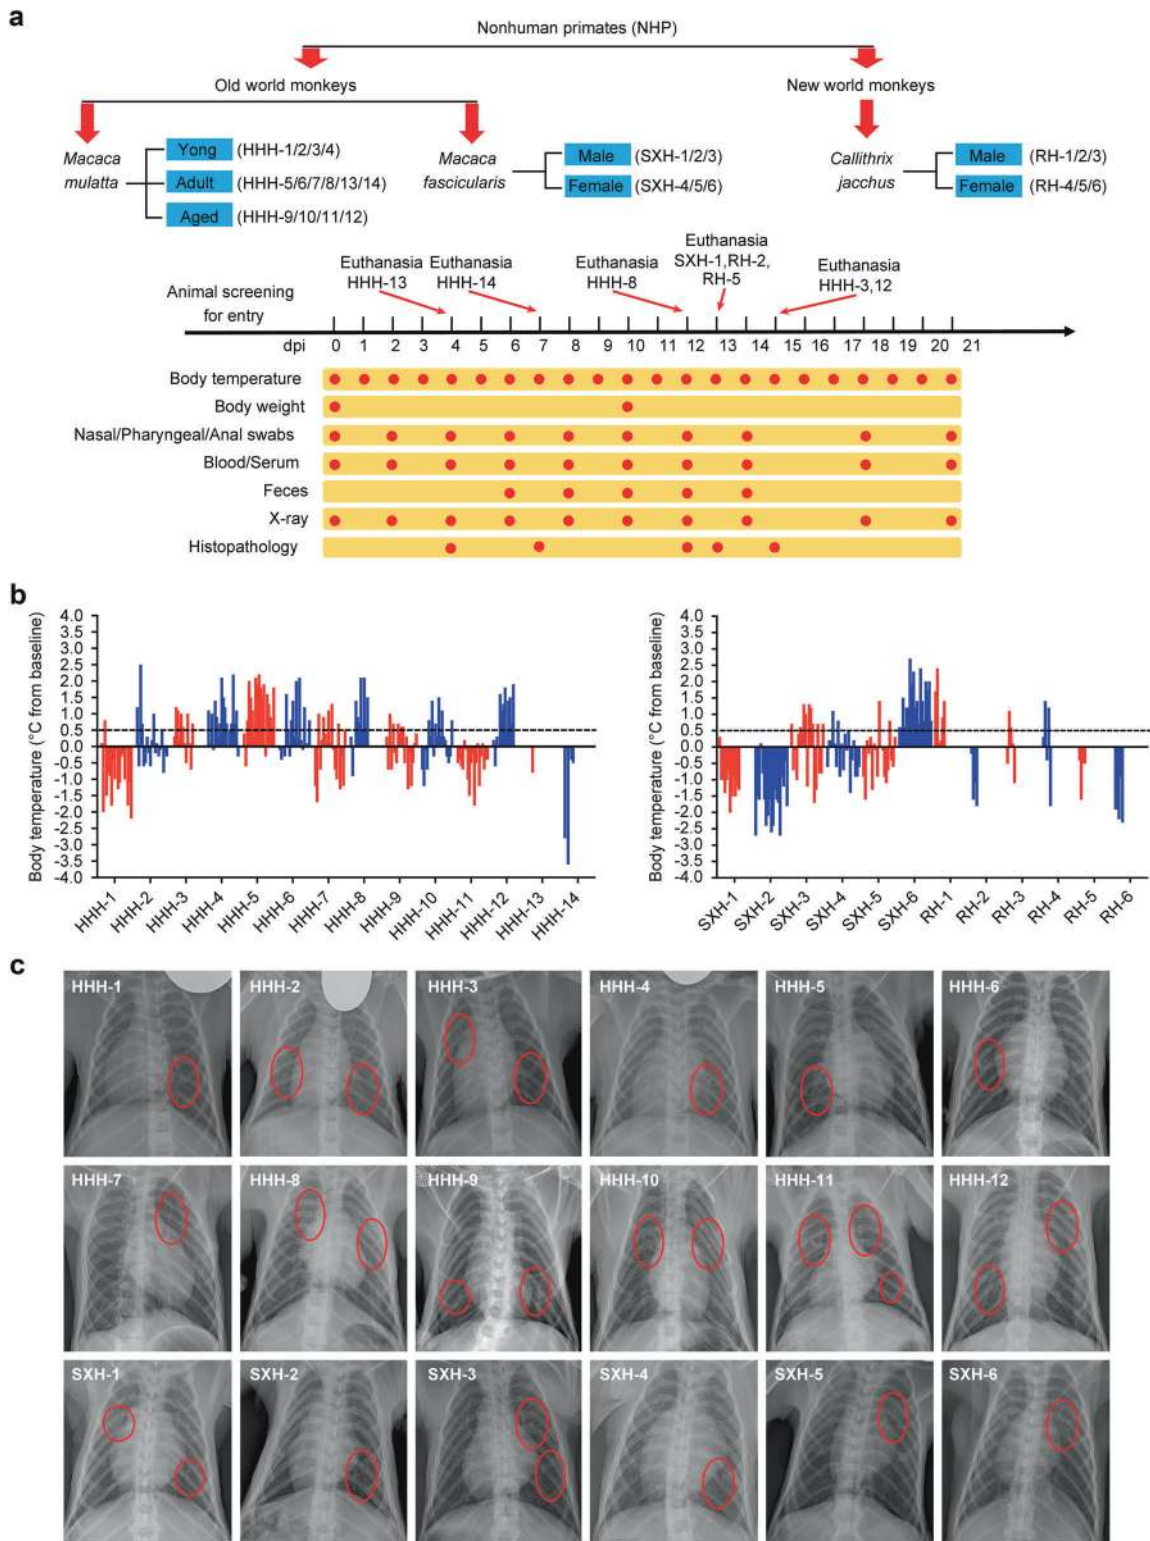 a
Nonhuman primates (NHP)
Old world monkeys
New world monkeys
Macaca
mulatta
Yong
(HHH-1/2/3/4)
Adult
(HHH-5/6/7/8/13/14)
Aged
(HHH-9/10/11/12)
Macaca
fascicularis
Male
(SXH-1/2/3)
Female
(SXH-4/5/6)
Callithrix
jacchus
Male
(RH-1/2/3)
Female
(RH-4/5/6)
Animal screening
for entry
Euthanasia
HHH-13
Euthanasia
HHH-14
Euthanasia
HHH-8
Euthanasia
SXH-1,RH-2,
RH-5
Euthanasia
HHH-3,12
dpi 0 1 2 3 4 5 6 7 8 9 10 11 12 13 14 15 16 17 18 19 20 21
Body temperature
Body weight
Nasal/Pharyngeal/Anal swabs
Blood/Serum
Feces
X-ray
Histopathology
b
Body temperature (°C from baseline)
4.0
3.5
3.0
2.5
2.0
1.5
1.0
0.5
0.0
-0.5
-1.0
-1.5
-2.0
-2.5
-3.0
-3.5
-4.0
HHH-1 HHH-2 HHH-3 HHH-4 HHH-5 HHH-6 HHH-7 HHH-8 HHH-9 HHH-10 HHH-11 HHH-12 HHH-13 HHH-14
Body temperature (°C from baseline)
4.0
3.5
3.0
2.5
2.0
1.5
1.0
0.5
0.0
-0.5
-1.0
-1.5
-2.0
-2.5
-3.0
-3.5
-4.0
SXH-1 SXH-2 SXH-3 SXH-4 SXH-5 SXH-6 RH-1 RH-2 RH-3 RH-4 RH-5 RH-6
c
HHH-1 HHH-2 HHH-3 HHH-4 HHH-5 HHH-6
HHH-7 HHH-8 HHH-9 HHH-10 HHH-11 HHH-12
SXH-1 SXH-2 SXH-3 SXH-4 SXH-5 SXH-6